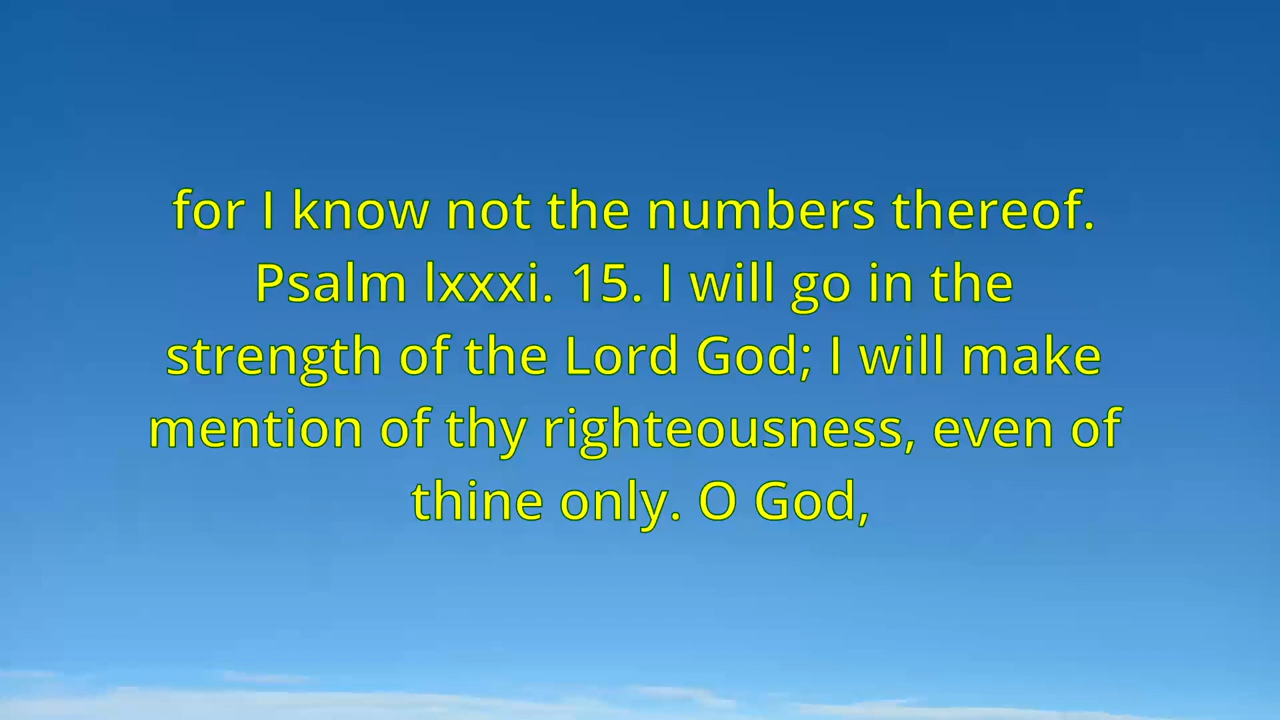 for I know not the numbers thereof.
Psalm lxxxi. 15. I will go in the
strength of the Lord God; I will make
mention of thy righteousness, even of
thine only. O God,